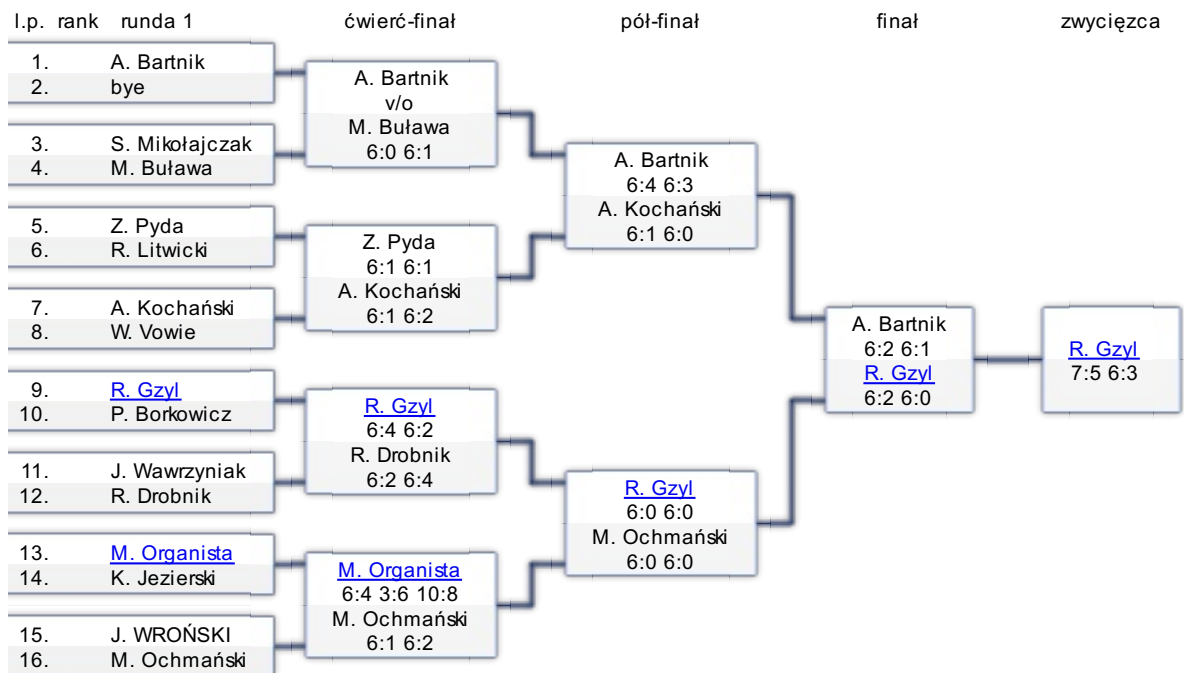 l.p. rank runda 1 ćwierć-finał pół-finał finał zwycięzca
1. A. Bartnik
2. bye
3. S. Mikołajczak
4. M. Buława
5. Z. Pyda
6. R. Litwicki
7. A. Kochański
8. W. Vowie
9. R. Gzyl
10. P. Borkowicz
11. J. Wawrzyniak
12. R. Drobnik
13. M. Organista
14. K. Jezierski
15. J. WROŃSKI
16. M. Ochmański
A. Bartnik
v/o
M. Buława
6:0 6:1
Z. Pyda
6:1 6:1
A. Kochański
6:1 6:2
R. Gzyl
6:4 6:2
R. Drobnik
6:2 6:4
M. Organista
6:4 3:6 10:8
M. Ochmański
6:1 6:2
A. Bartnik
6:4 6:3
A. Kochański
6:1 6:0
R. Gzyl
6:0 6:0
M. Ochmański
6:0 6:0
A. Bartnik
6:2 6:1
R. Gzyl
6:2 6:0
R. Gzyl
7:5 6:3